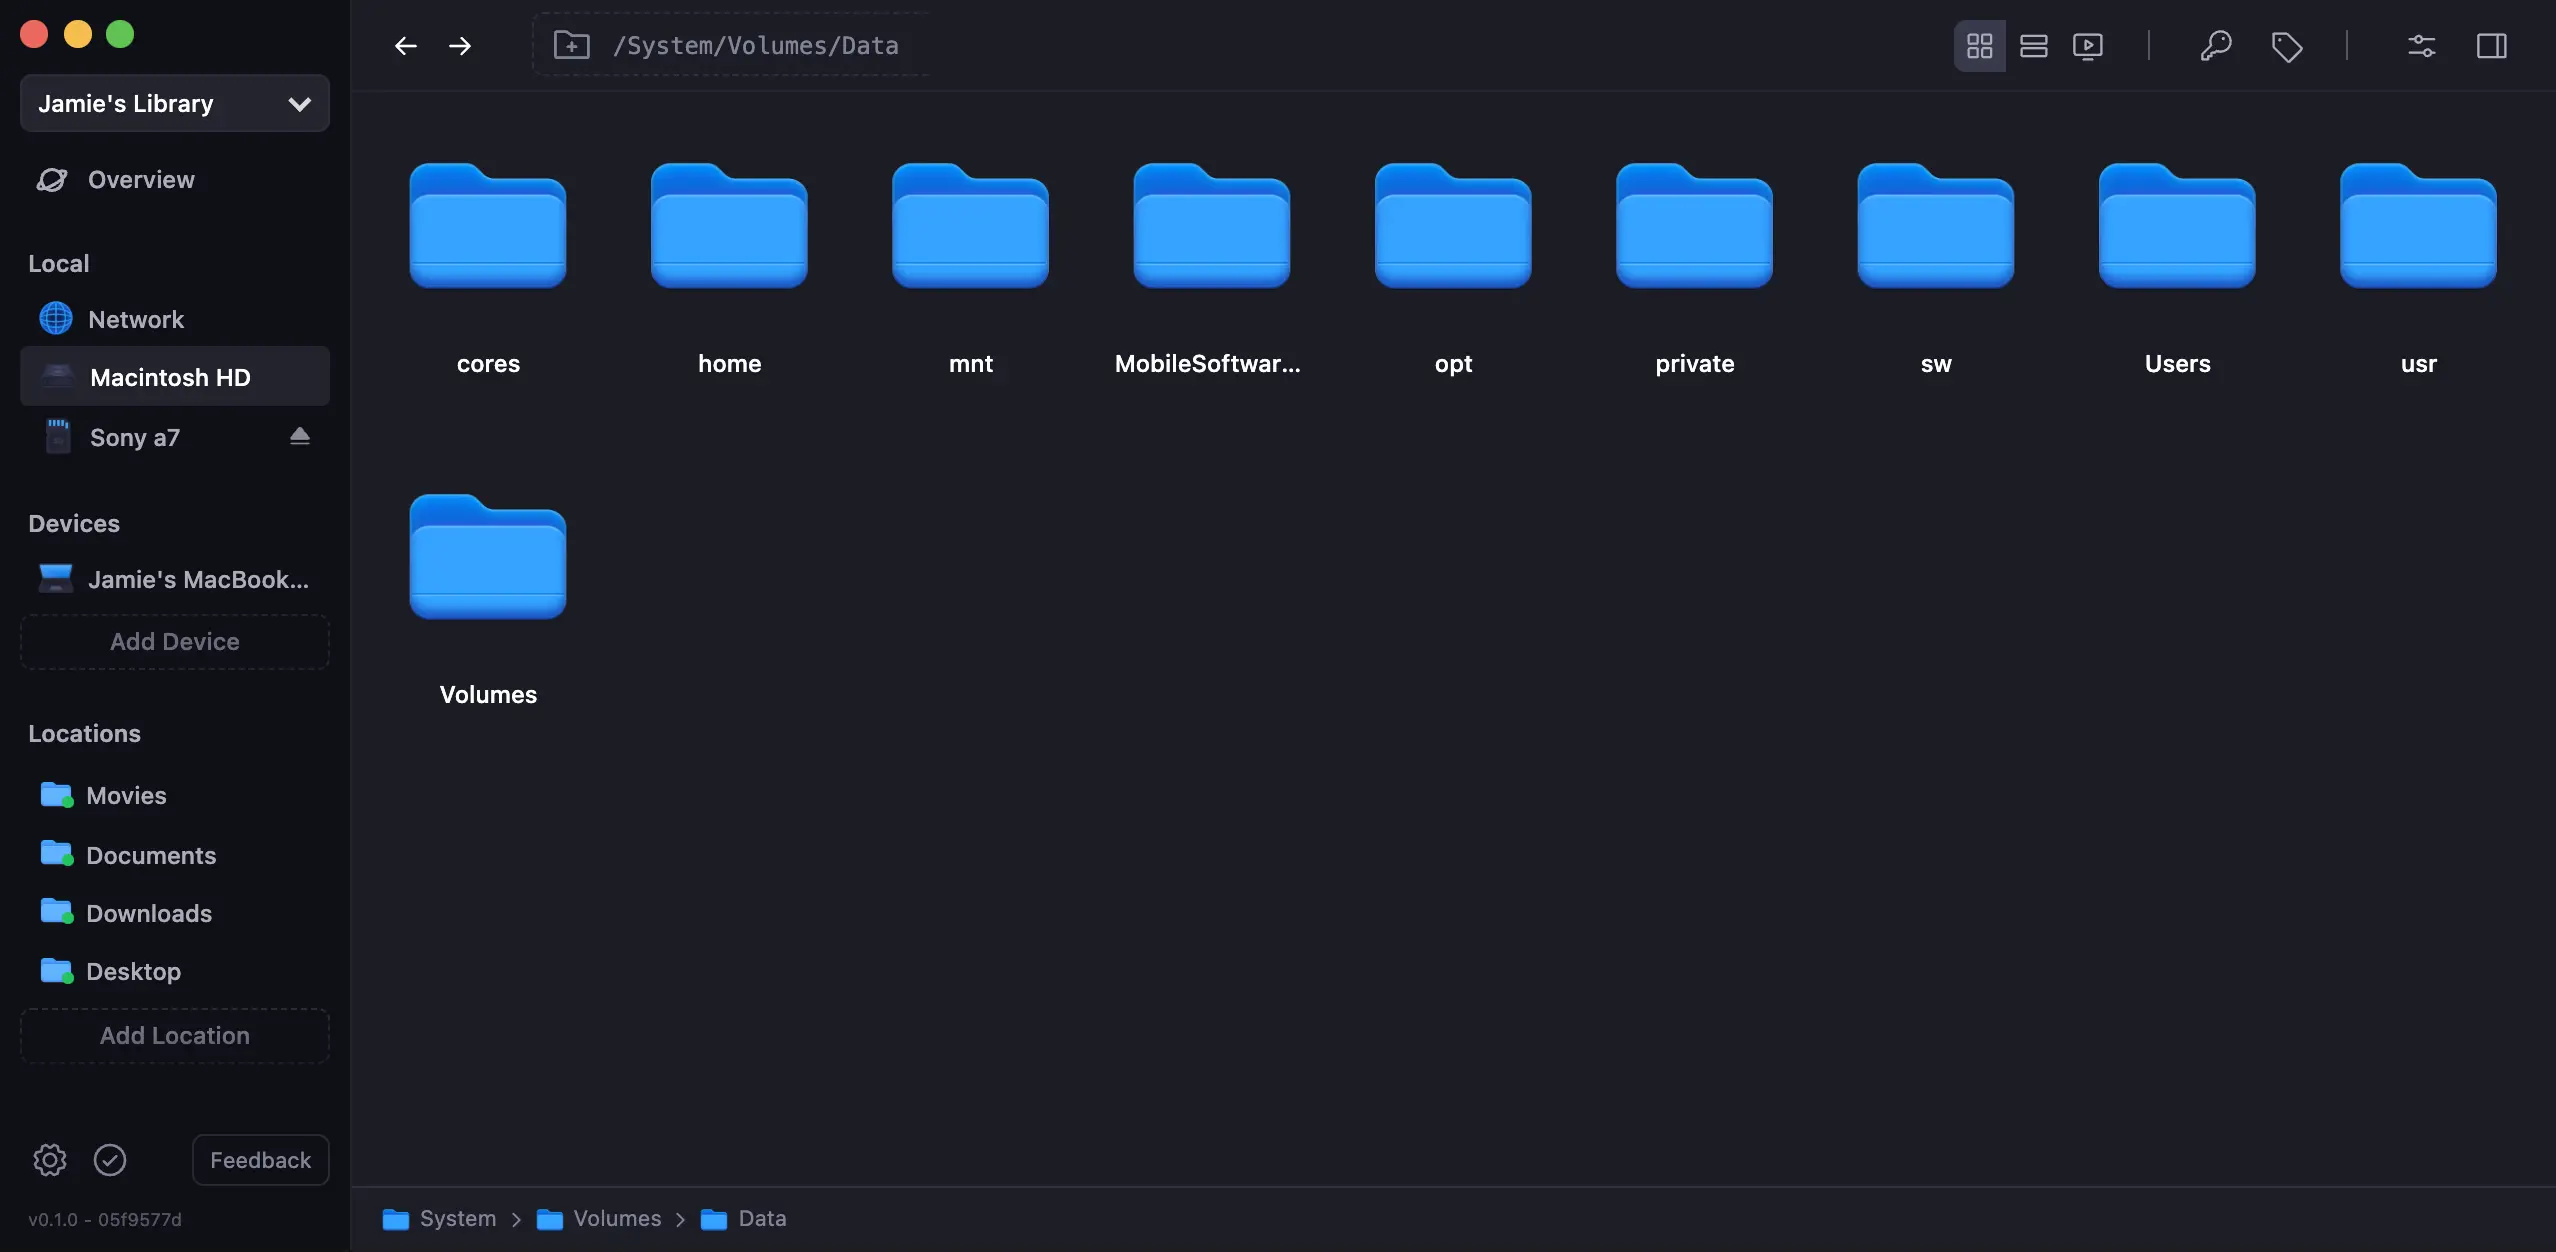 Jamie's Library
Overview
Local
Network
Macintosh HD
Sony a7
Devices
Jamie's MacBook...
Add Device
Locations
Movies
Documents
Downloads
Desktop
Add Location
Feedback
v0.1.0 - 05f9577d
/System/Volumes/Data
cores home mnt MobileSoftwar... opt private sw Users usr
Volumes
System > Volumes > Data